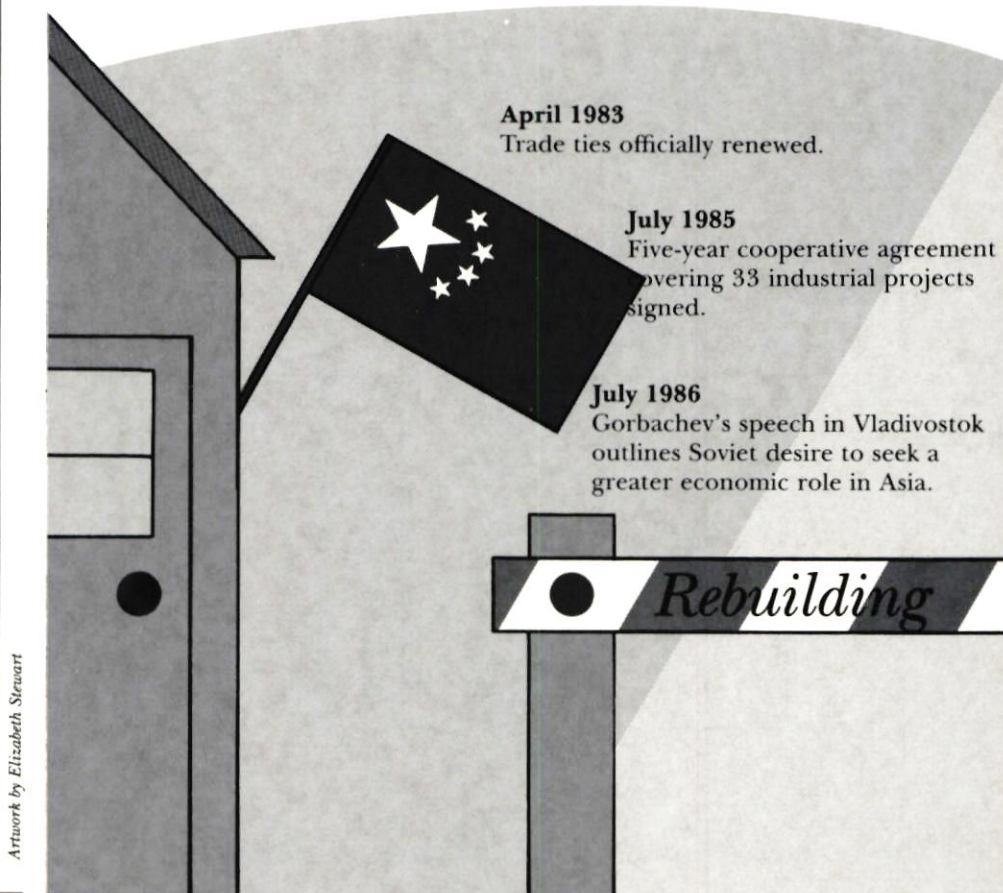 April 1983
Trade ties officially renewed.
July 1985
Five-year cooperative agreement
covering 33 industrial projects
signed.
July 1986
Gorbachev's speech in Vladivostok
outlines Soviet desire to seek a
greater economic role in Asia.
Rebuilding
Artwork by Elizabeth Stewart